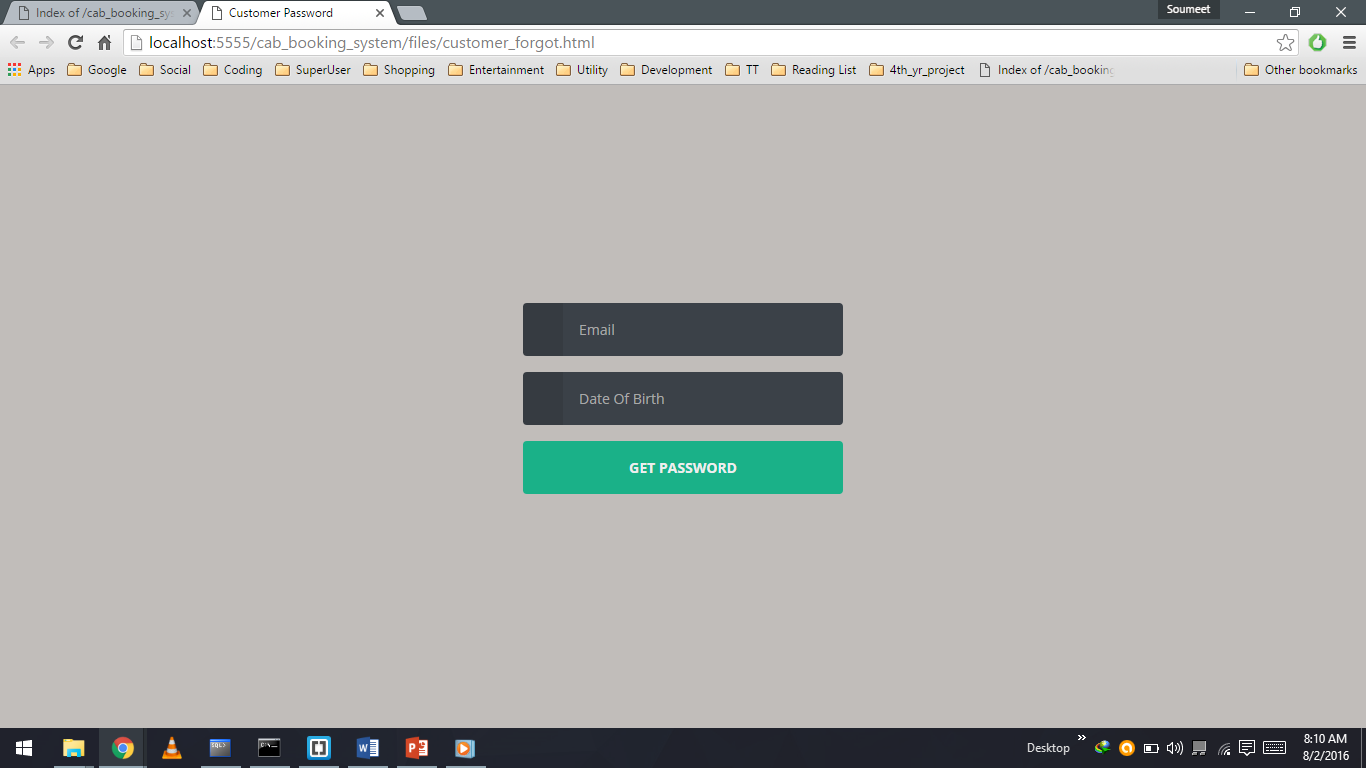 Index of /cab_booking_sy
Customer Password
Soumeet
localhost:5555/cab_booking_system/files/customer_forgot.html
Apps Google Social Coding SuperUser Shopping Entertainment Utility Development TT Reading List 4th_yr_project Index of /cab_booking Other bookmarks
Email
Date Of Birth
GET PASSWORD
Desktop
8:10 AM
8/2/2016